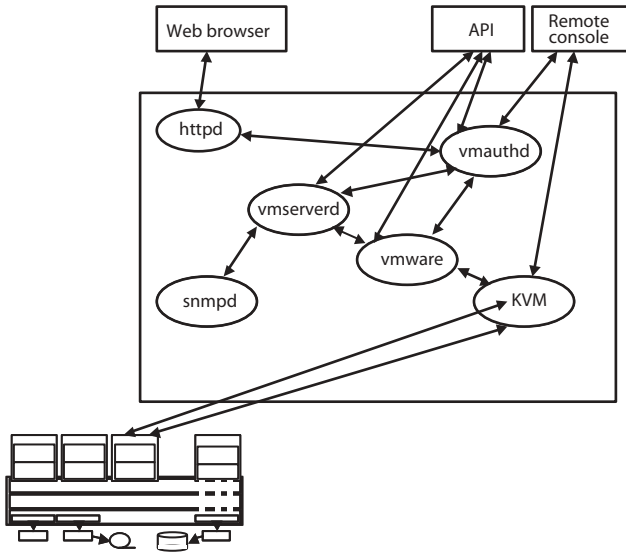 Web browser
API
Remote
console
httpd
vmauthd
vmserverd
vmware
snmpd
KVM